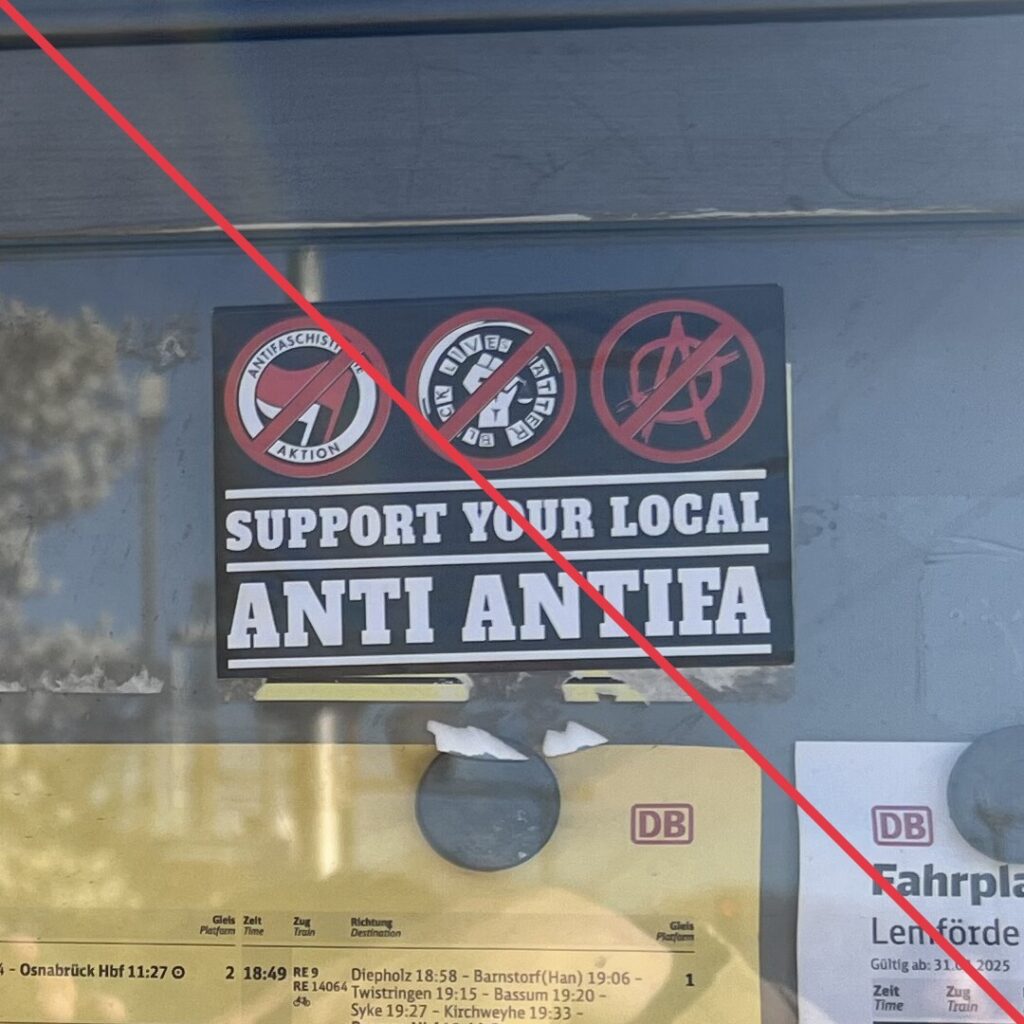 ANTIFASCHISTISCHE
AKTION
BLACK LIVES MATTER
SUPPORT YOUR LOCAL
ANTI ANTIFA
DB
Gleis Zeit Zug Richtung Gleis
Platform Time Train Destination Platform
4 – Osnabrück Hbf 11:27 2 18:49 RE 9 Diepholz 18:58 – Barnstorf(Han) 19:06 – 1
RE 14064 Twistringen 19:15 – Bassum 19:20 –
Syke 19:27 – Kirchweyhe 19:33 –
DB
Fahrpla
Lemförde
Gültig ab: 2025
Zeit Zug
Time Train